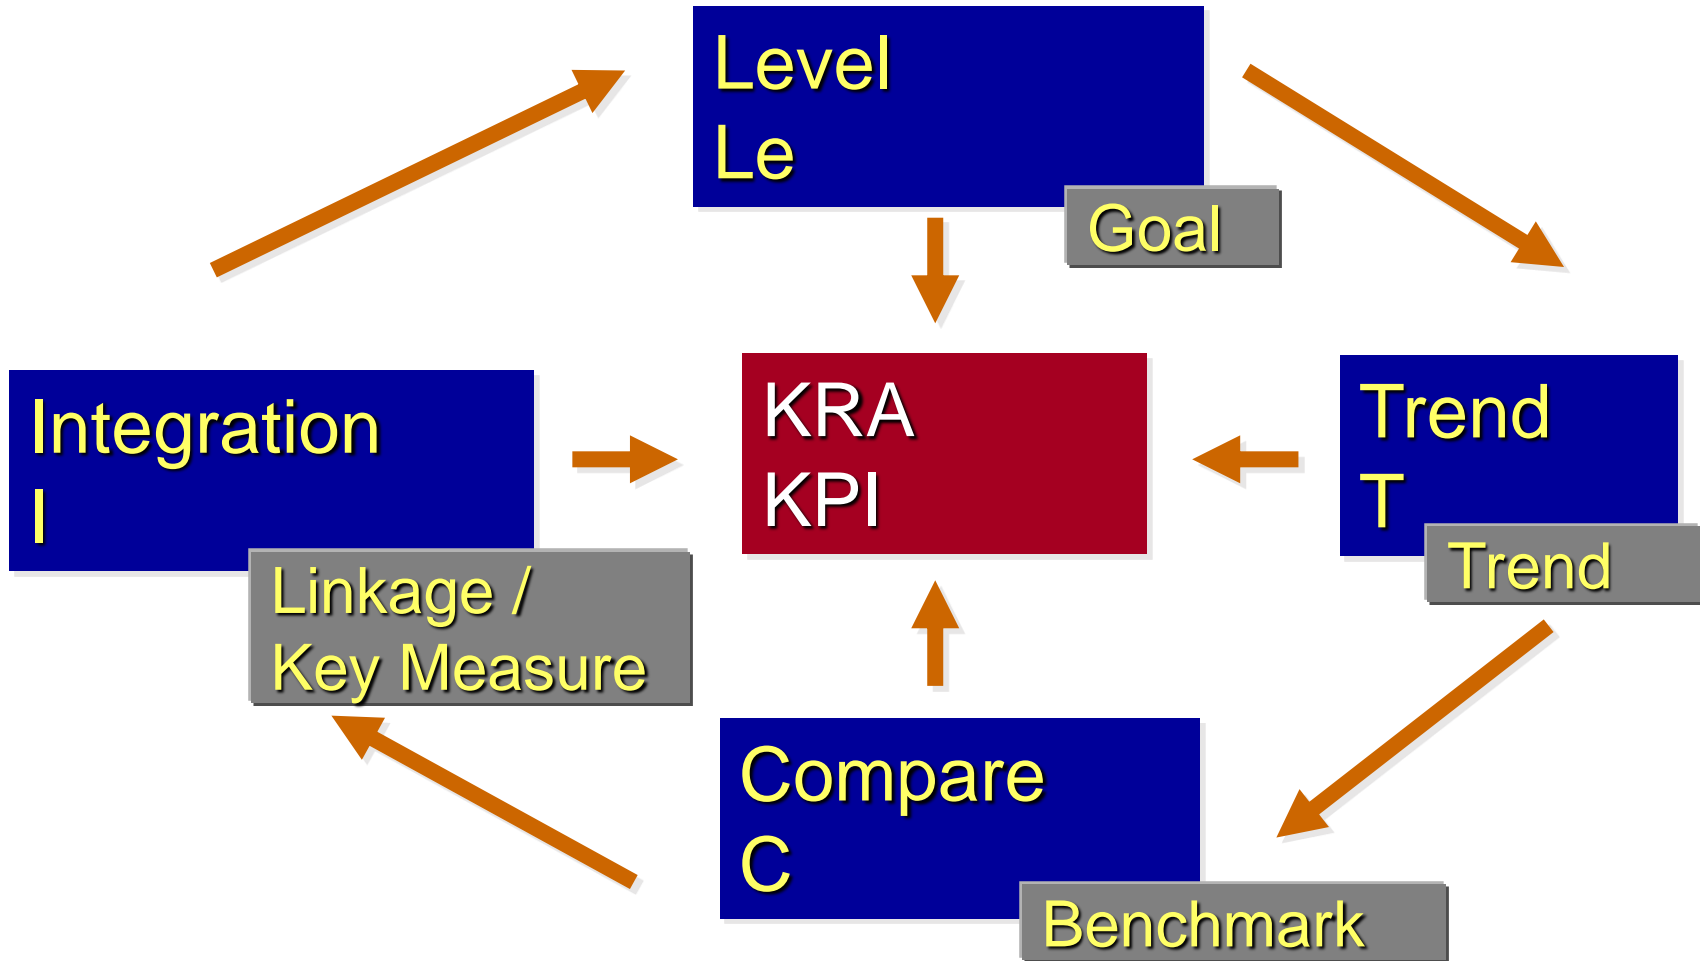 Level
Le
Goal
Integration
I
Linkage /
Key Measure
KRA
KPI
Trend
T
Trend
Compare
C
Benchmark